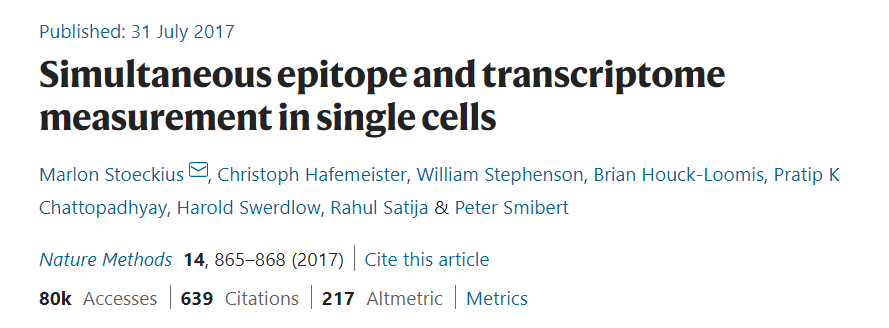 Published: 31 July 2017
Simultaneous epitope and transcriptome
measurement in single cells
Marlon Stoeckius, Christoph Hafemeister, William Stephenson, Brian Houck-Loomis, Pratip K
Chattopadhyay, Harold Swerdlow, Rahul Satija & Peter Smibert
Nature Methods 14, 865–868 (2017) | Cite this article
80k Accesses | 639 Citations | 217 Altmetric | Metrics